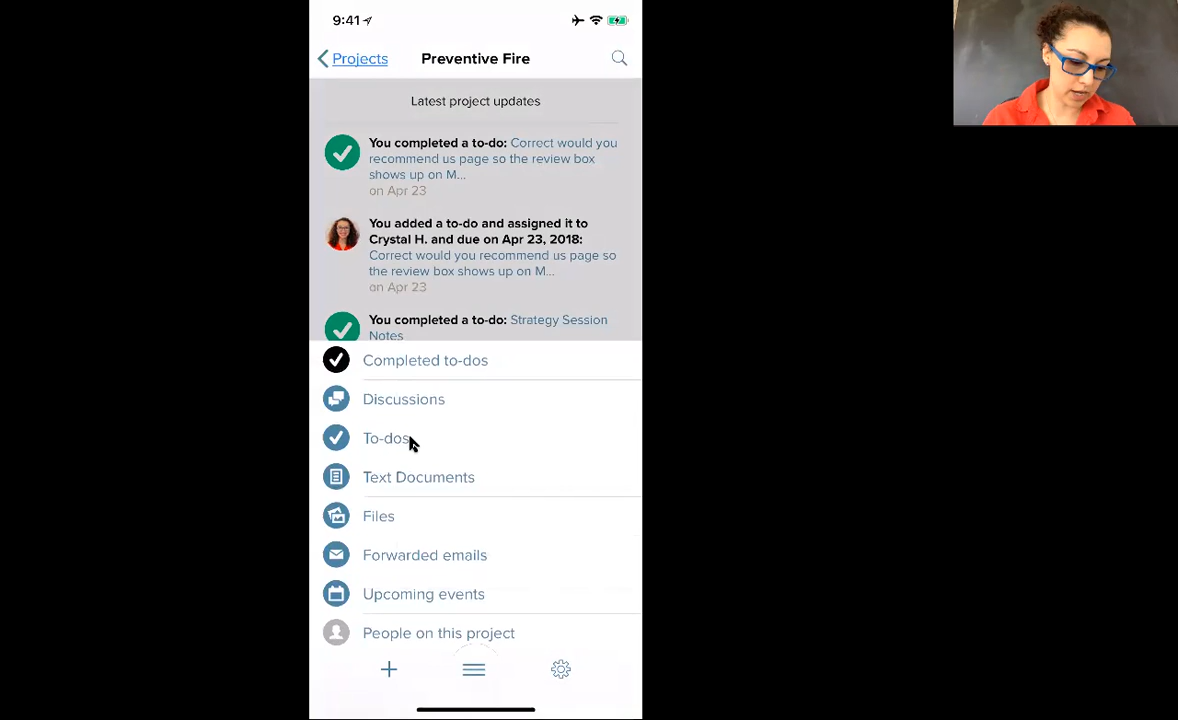 9:41
Projects
Preventive Fire
Latest project updates
You completed a to-do: Correct would you
recommend us page so the review box
shows up on M...
on Apr 23
You added a to-do and assigned it to
Crystal H. and due on Apr 23, 2018:
Correct would you recommend us page so
the review box shows up on M...
on Apr 23
You completed a to-do: Strategy Session
Notes
Completed to-dos
Discussions
To-dos
Text Documents
Files
Forwarded emails
Upcoming events
People on this project